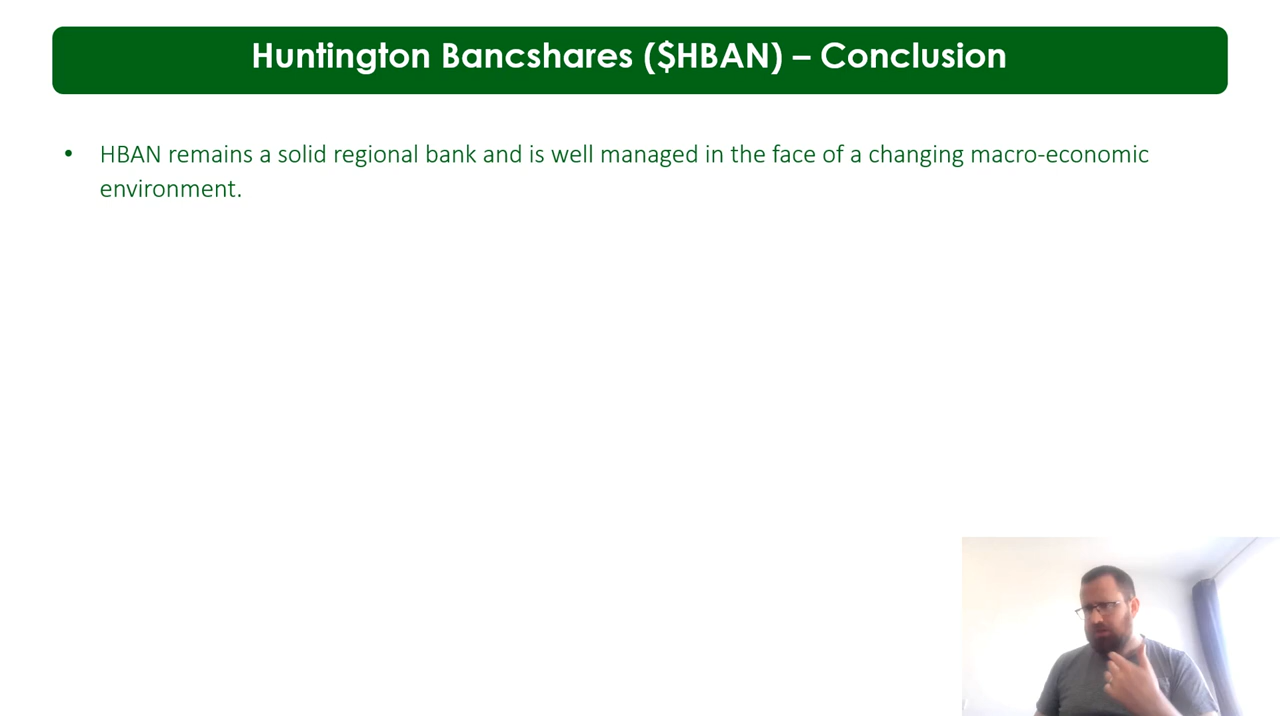 Huntington Bancshares ($HBAN) – Conclusion
• HBAN remains a solid regional bank and is well managed in the face of a changing macro-economic
environment.